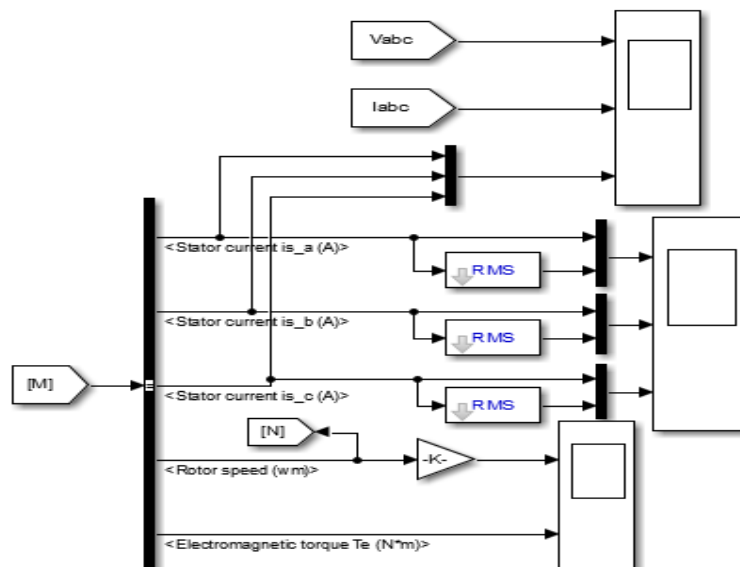 Vabc
Iabc
<Stator current is_a (A)>
RMS
<Stator current is_b (A)>
RMS
[M]
<Stator current is_c (A)>
RMS
[N]
-K-
<Rotor speed (wm)>
<Electromagnetic torque Te (N*m)>